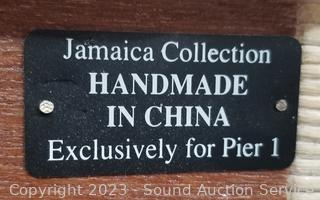 Jamaica Collection
HANDMADE
IN CHINA
Exclusively for Pier 1
Copyright 2023 - Sound Auction Service